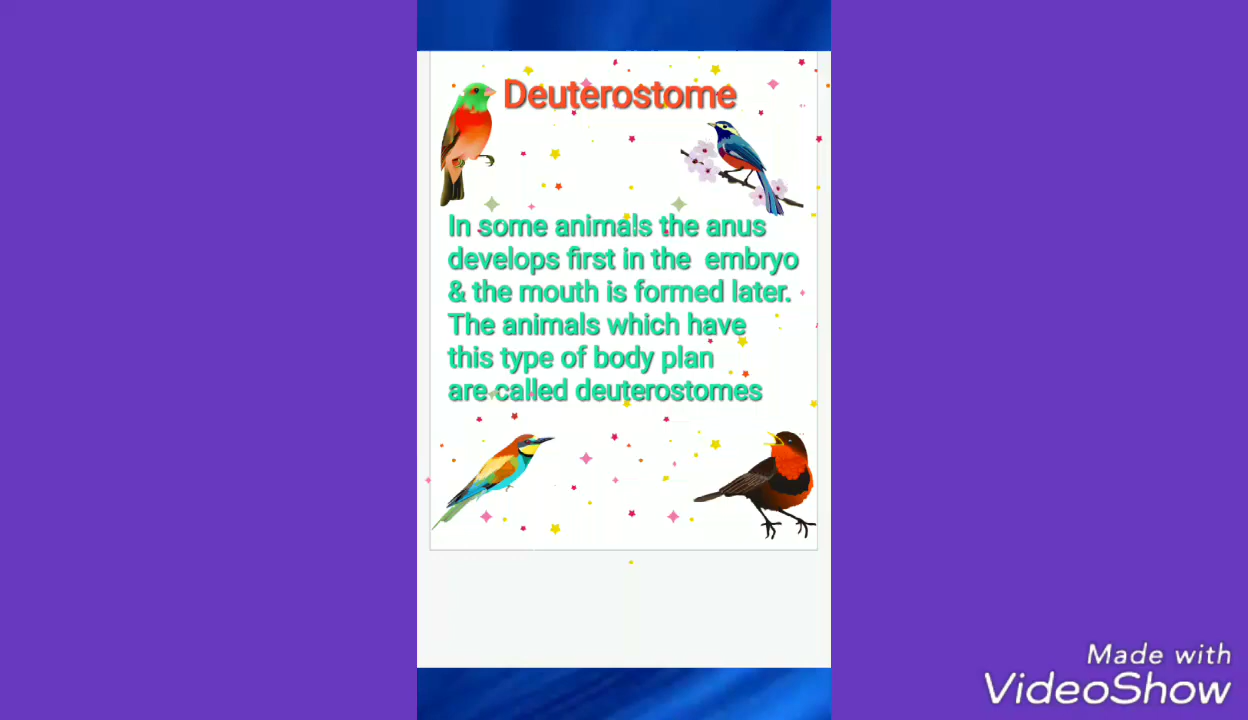 Deuterostome
In some animals the anus
develops first in the embryo
& the mouth is formed later.
The animals which have
this type of body plan
are called deuterostomes
Made with
VideoShow